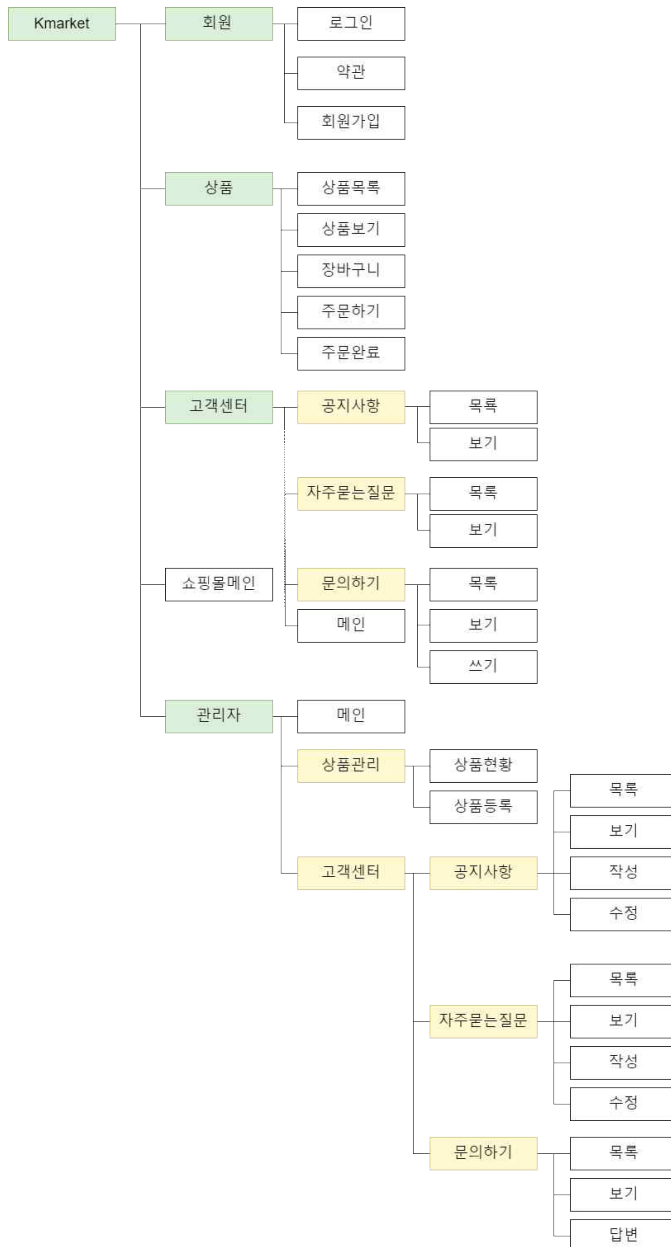 Kmarket
회원
로그인
약관
회원가입
상품
상품목록
상품보기
장바구니
주문하기
주문완료
고객센터
공지사항
목룍
보기
자주묻는질문
목록
보기
쇼핑몰메인
문의하기
목록
메인
보기
쓰기
관리자
메인
상품관리
상품현황
상품등록
고객센터
공지사항
목록
보기
작성
수정
자주묻는질문
목록
보기
작성
수정
문의하기
목록
보기
답변